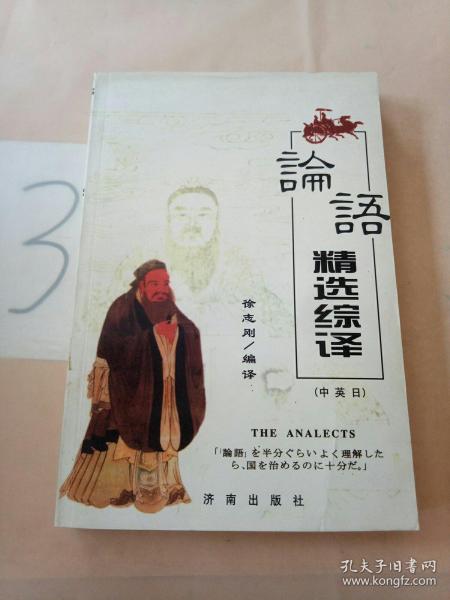 3
論語
精选综译
(中英日)
徐志刚／编译
THE ANALECTS
「「論語」を半分ぐらいよく理解した
ら、国を治めるのに十分だ。」
济南出版社
孔夫子旧书网
www.kongfz.com